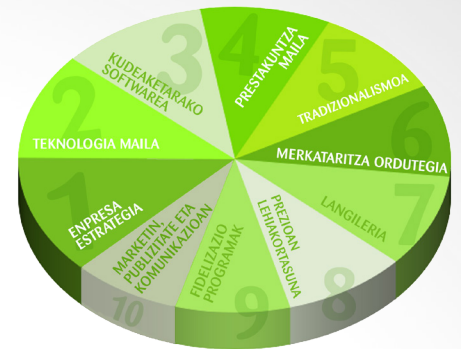 1
ENPRESA
ESTRATEGIA
2
TEKNOLOGIA MAILA
3
KUDEAKETARAKO
SOFTWAREA
4
PRESTAKUNTZA
MAILA
5
TRADIZIONALISMOA
6
MERKATARITZA ORDUTEGIA
7
LANGILERIA
8
PREZIOAN
LEHIAKORTASUNA
9
FIDELIZAZIO
PROGRAMAK
10
MARKETIN,
PUBLIZITATE ETA
KOMUNIKAZIOAN